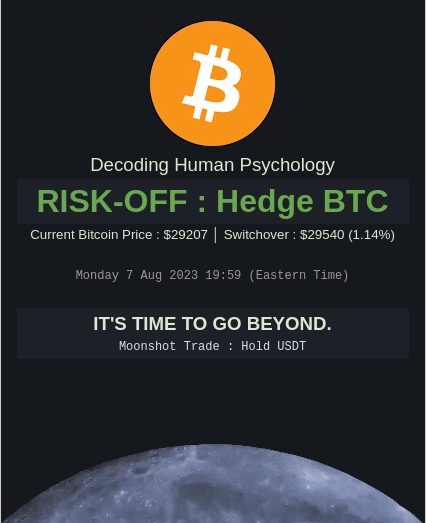 Decoding Human Psychology
RISK-OFF : Hedge BTC
Current Bitcoin Price : $29207 │ Switchover : $29540 (1.14%)
Monday 7 Aug 2023 19:59 (Eastern Time)
IT'S TIME TO GO BEYOND.
Moonshot Trade : Hold USDT